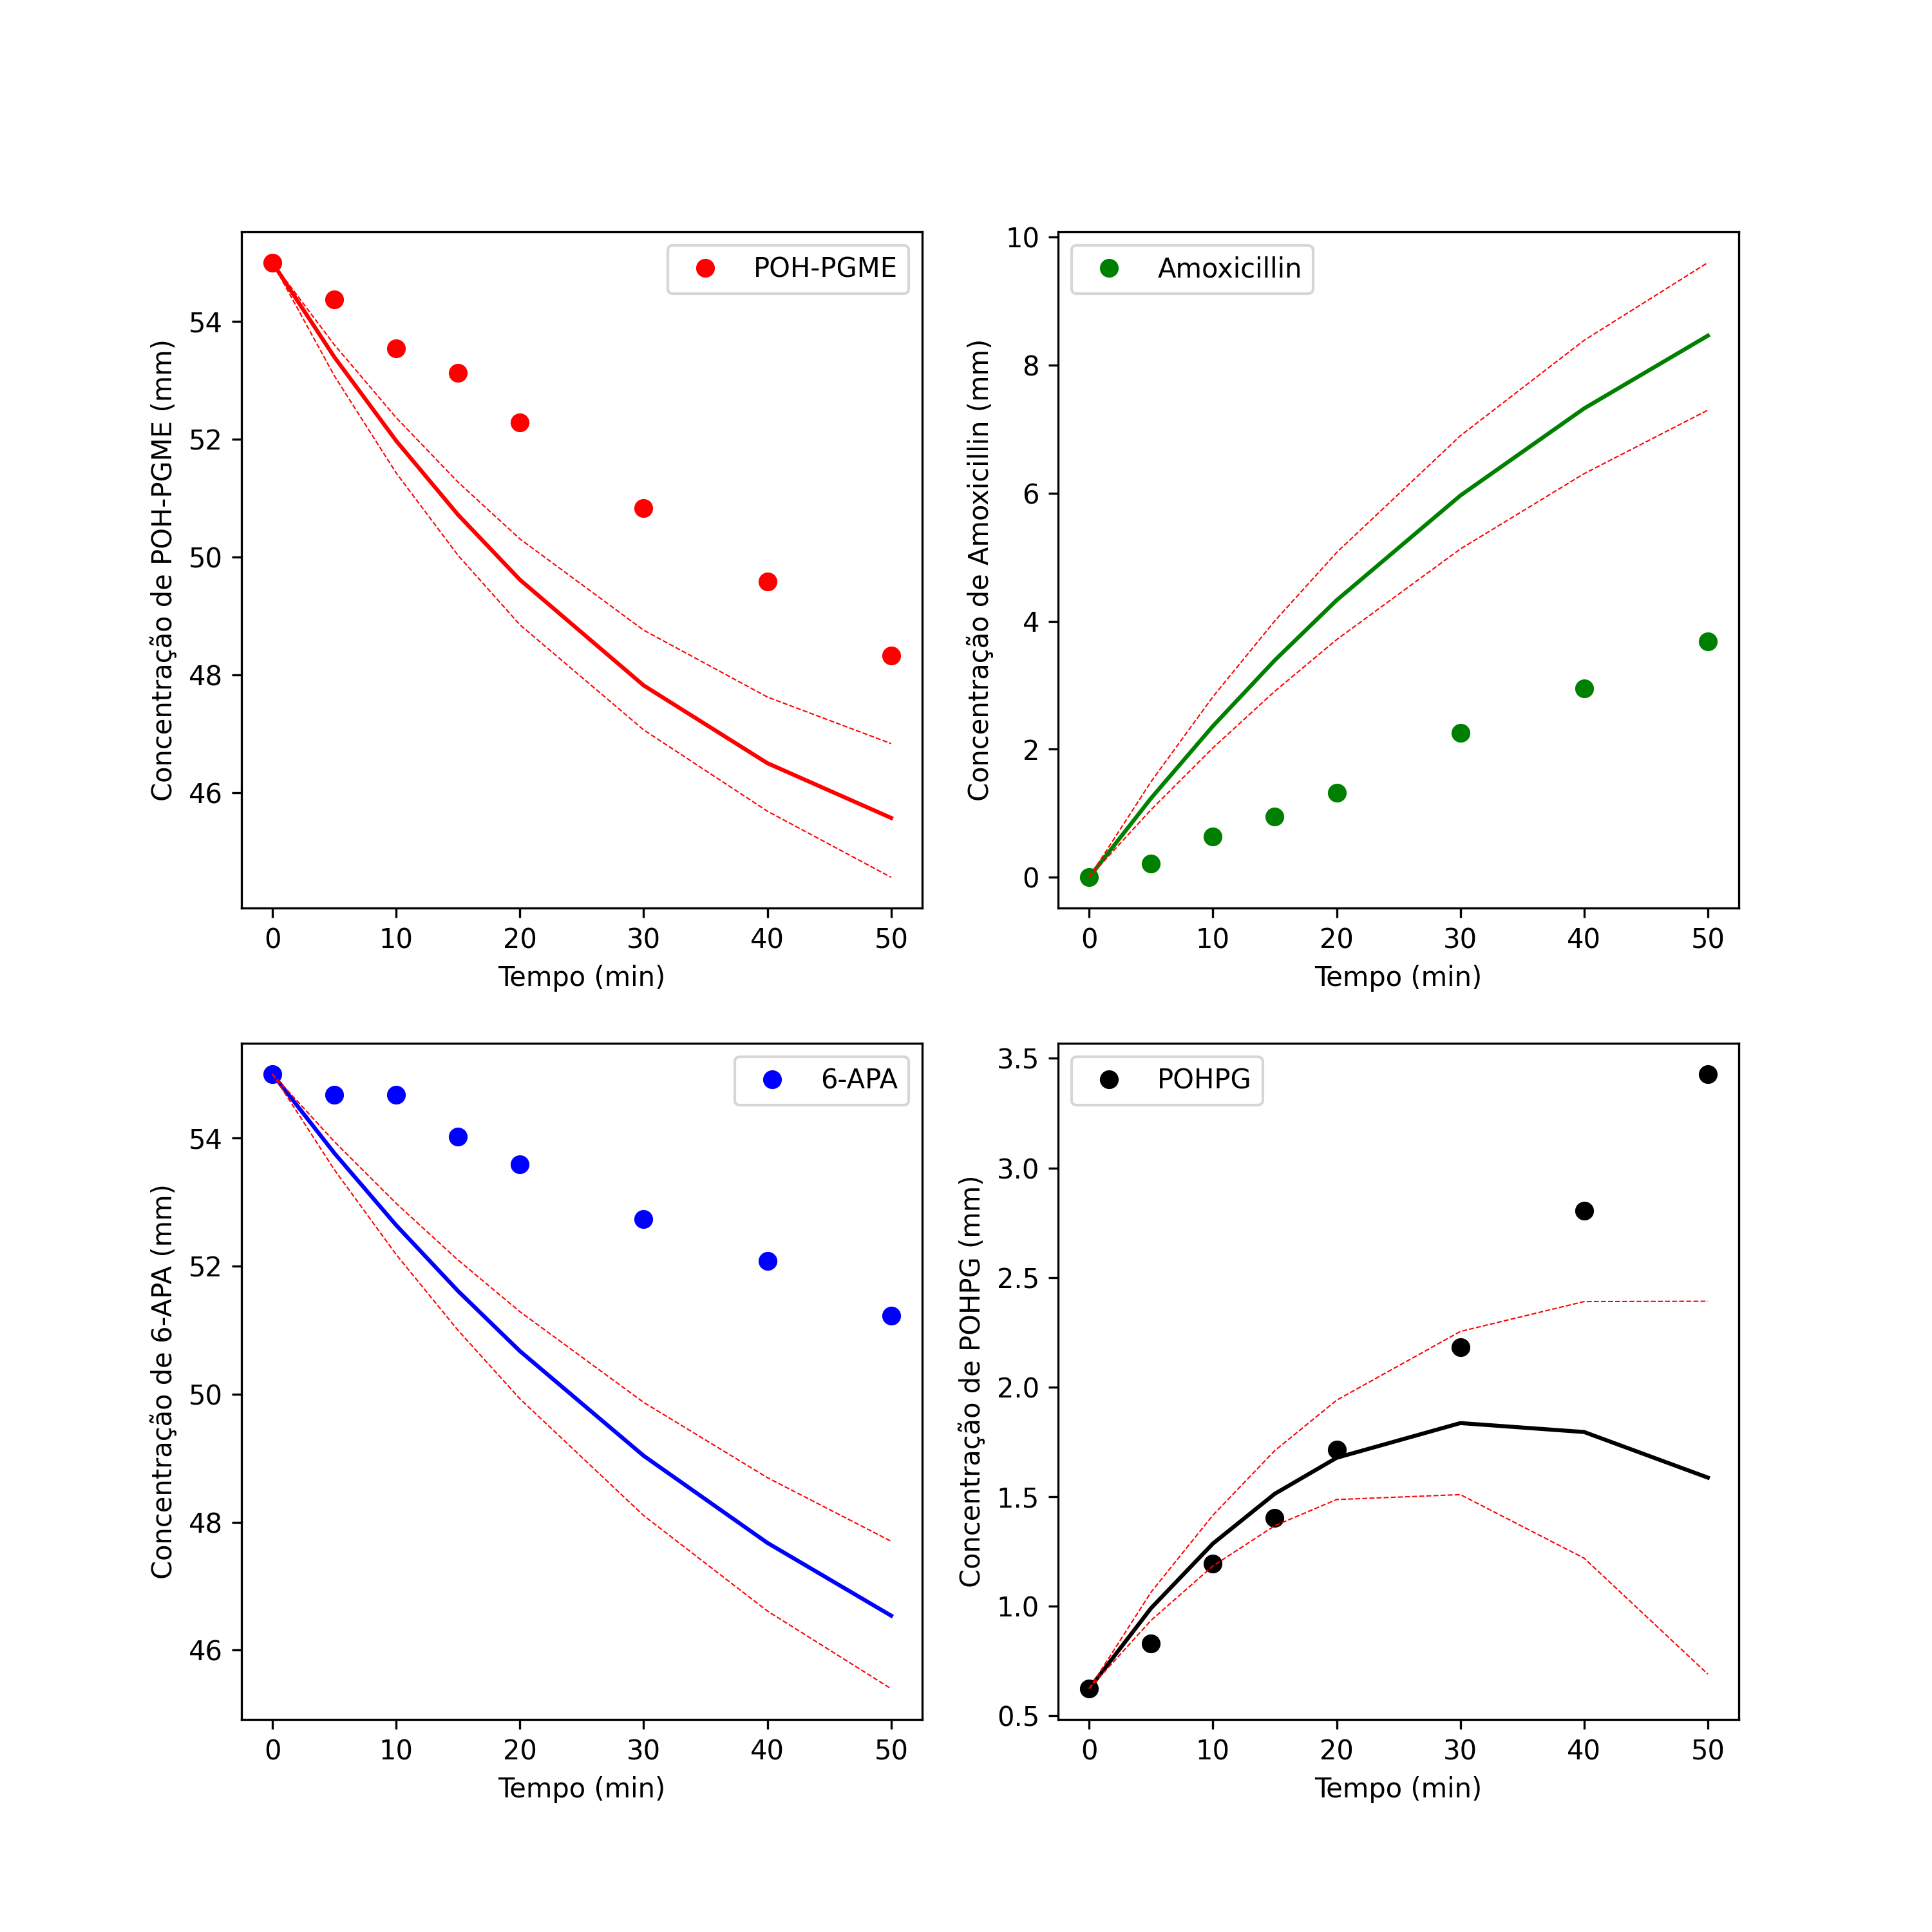 POH-PGME
Concentração de POH-PGME (mm)
54
52
50
48
46
0 10 20 30 40 50
Tempo (min)
Amoxicillin
Concentração de Amoxicillin (mm)
10
8
6
4
2
0
0 10 20 30 40 50
Tempo (min)
6-APA
Concentração de 6-APA (mm)
54
52
50
48
46
0 10 20 30 40 50
Tempo (min)
POHPG
Concentração de POHPG (mm)
3.5
3.0
2.5
2.0
1.5
1.0
0.5
0 10 20 30 40 50
Tempo (min)